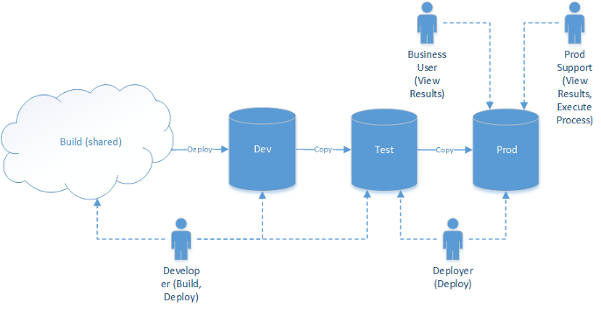 Business
User
(View
Results)
Prod
Support
(View
Results,
Execute
Process)
Build (shared)
Deploy
Dev
Copy
Test
Copy
Prod
Develop
er (Build,
Deploy)
Deployer
(Deploy)